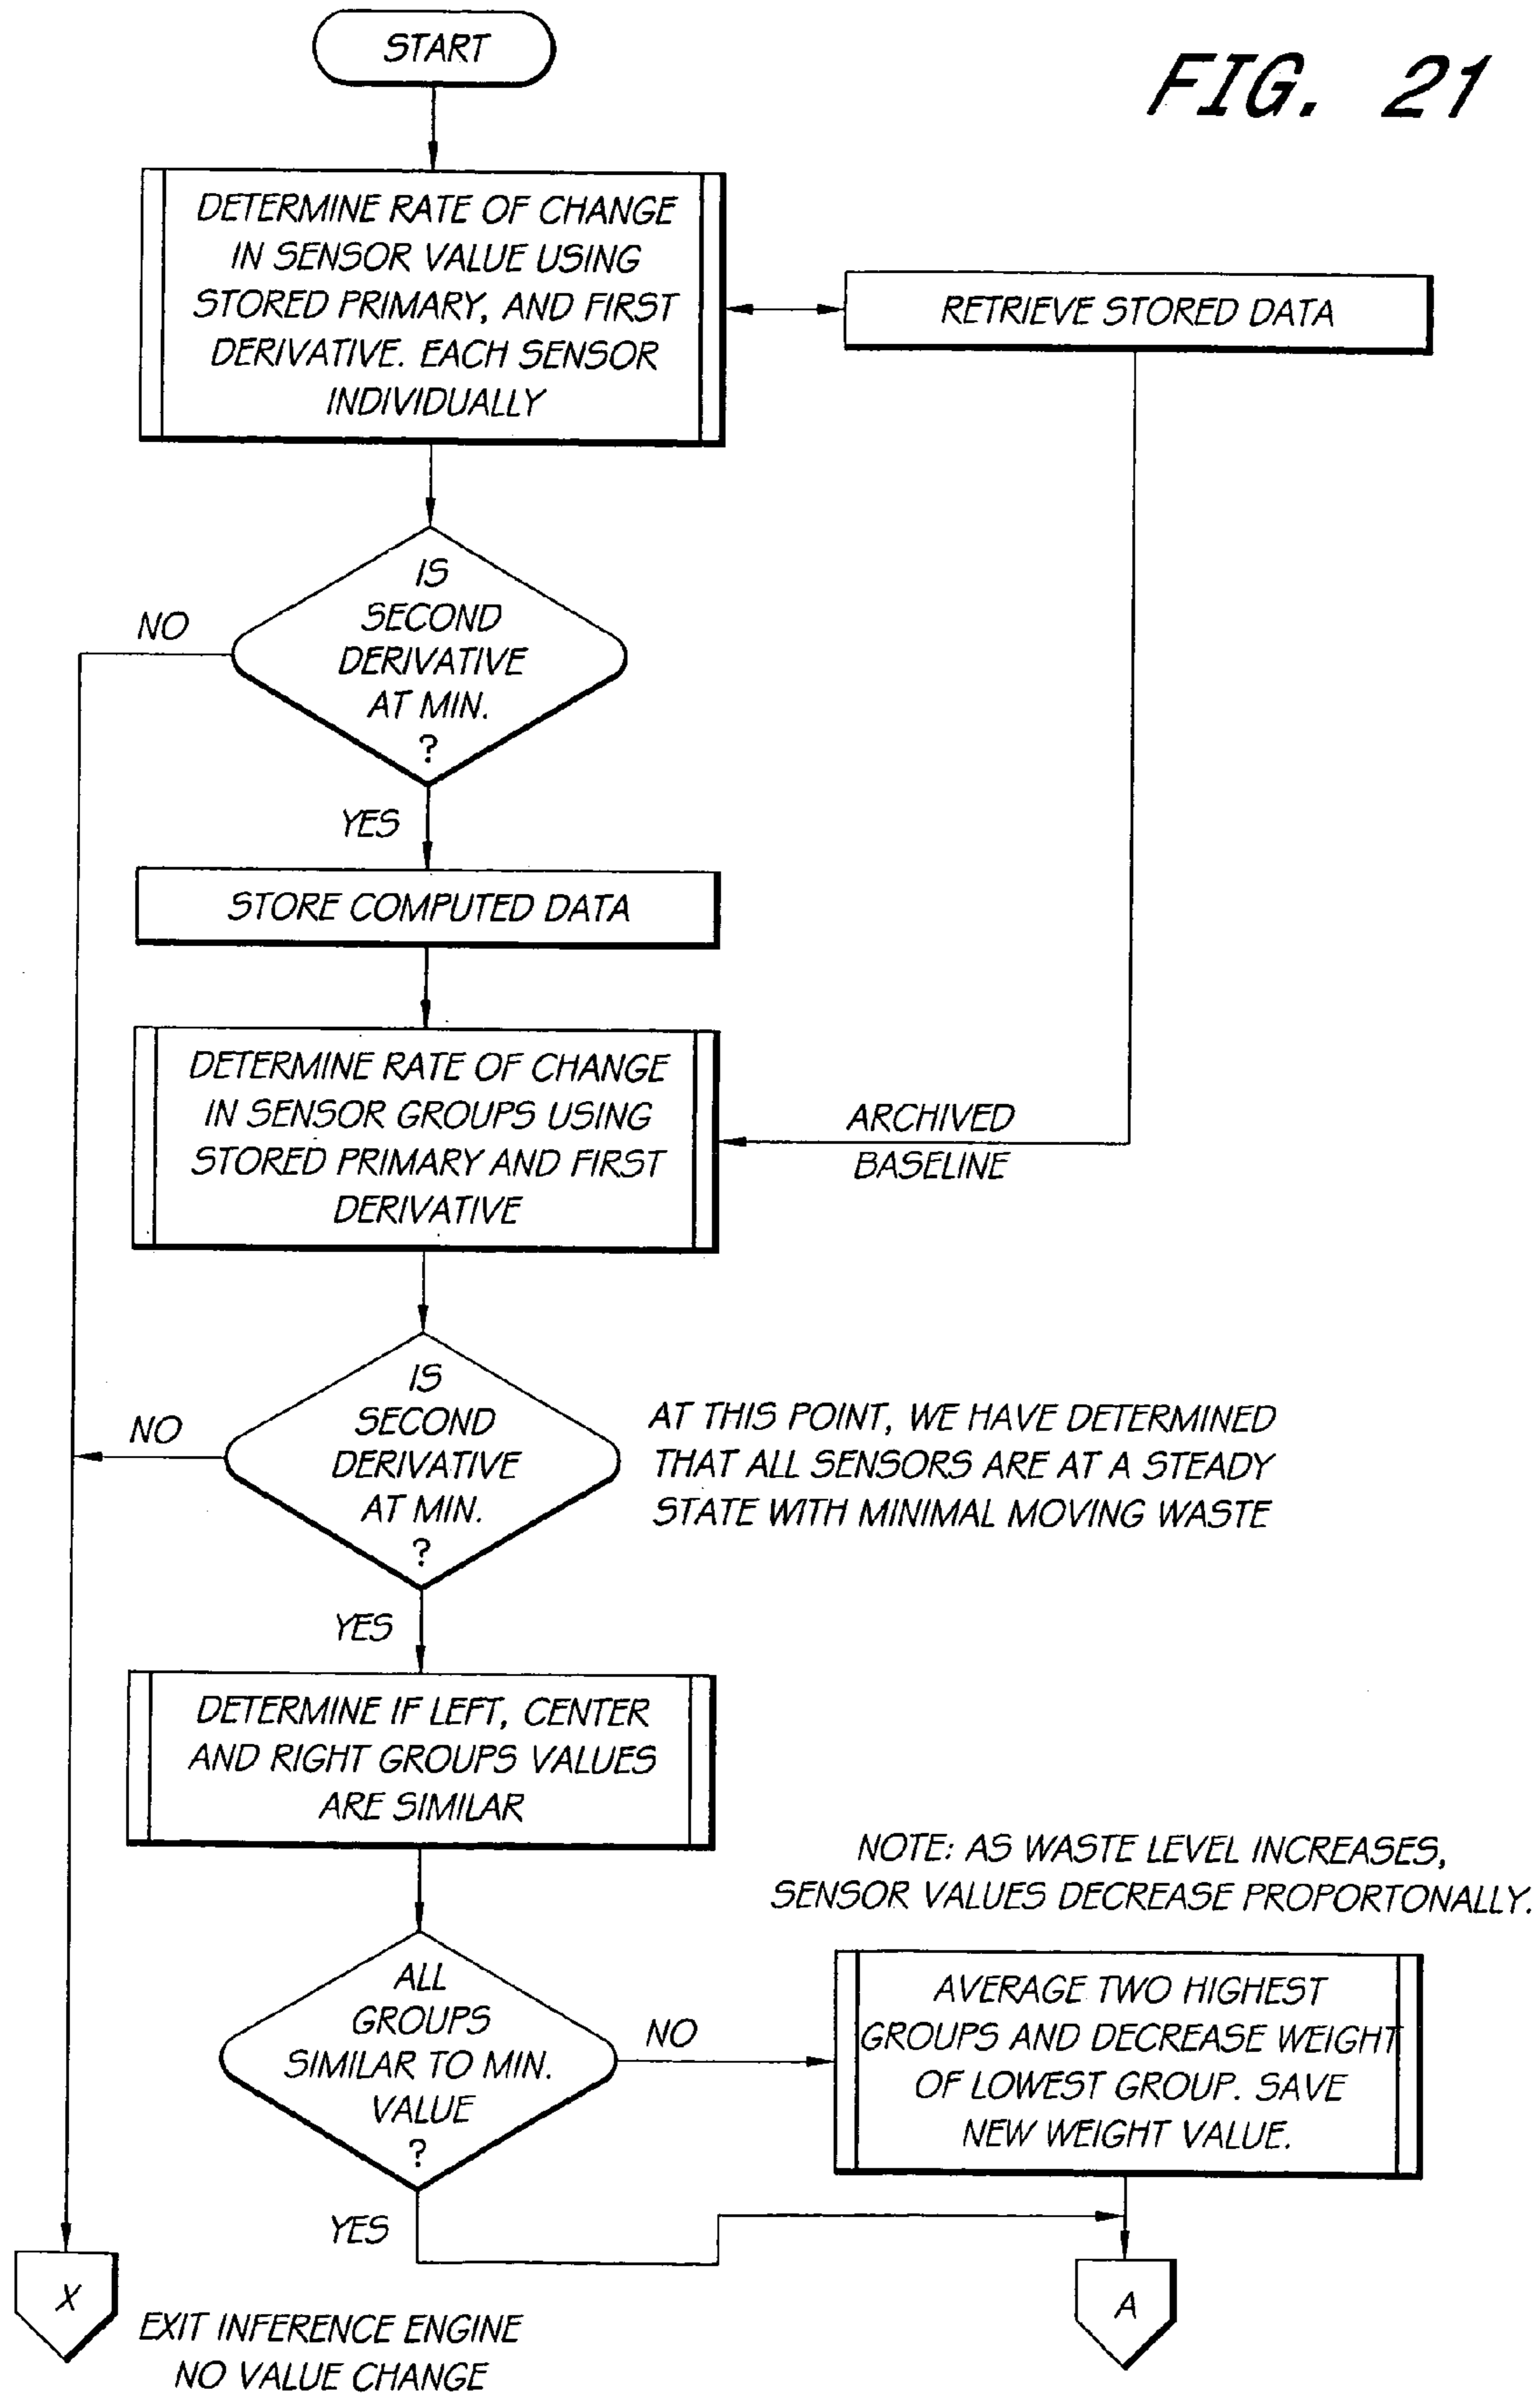 START
FIG. 21
DETERMINE RATE OF CHANGE
IN SENSOR VALUE USING
STORED PRIMARY, AND FIRST
DERIVATIVE. EACH SENSOR
INDIVIDUALLY
RETRIEVE STORED DATA
IS
SECOND
DERIVATIVE
AT MIN.
?
NO
YES
STORE COMPUTED DATA
DETERMINE RATE OF CHANGE
IN SENSOR GROUPS USING
STORED PRIMARY AND FIRST
DERIVATIVE
ARCHIVED
BASELINE
IS
SECOND
DERIVATIVE
AT MIN.
?
NO
AT THIS POINT, WE HAVE DETERMINED
THAT ALL SENSORS ARE AT A STEADY
STATE WITH MINIMAL MOVING WASTE
YES
DETERMINE IF LEFT, CENTER
AND RIGHT GROUPS VALUES
ARE SIMILAR
NOTE: AS WASTE LEVEL INCREASES,
SENSOR VALUES DECREASE PROPORTONALLY.
ALL
GROUPS
SIMILAR TO MIN.
VALUE
?
NO
AVERAGE TWO HIGHEST
GROUPS AND DECREASE WEIGHT
OF LOWEST GROUP. SAVE
NEW WEIGHT VALUE.
YES
X
EXIT INFERENCE ENGINE
NO VALUE CHANGE
A